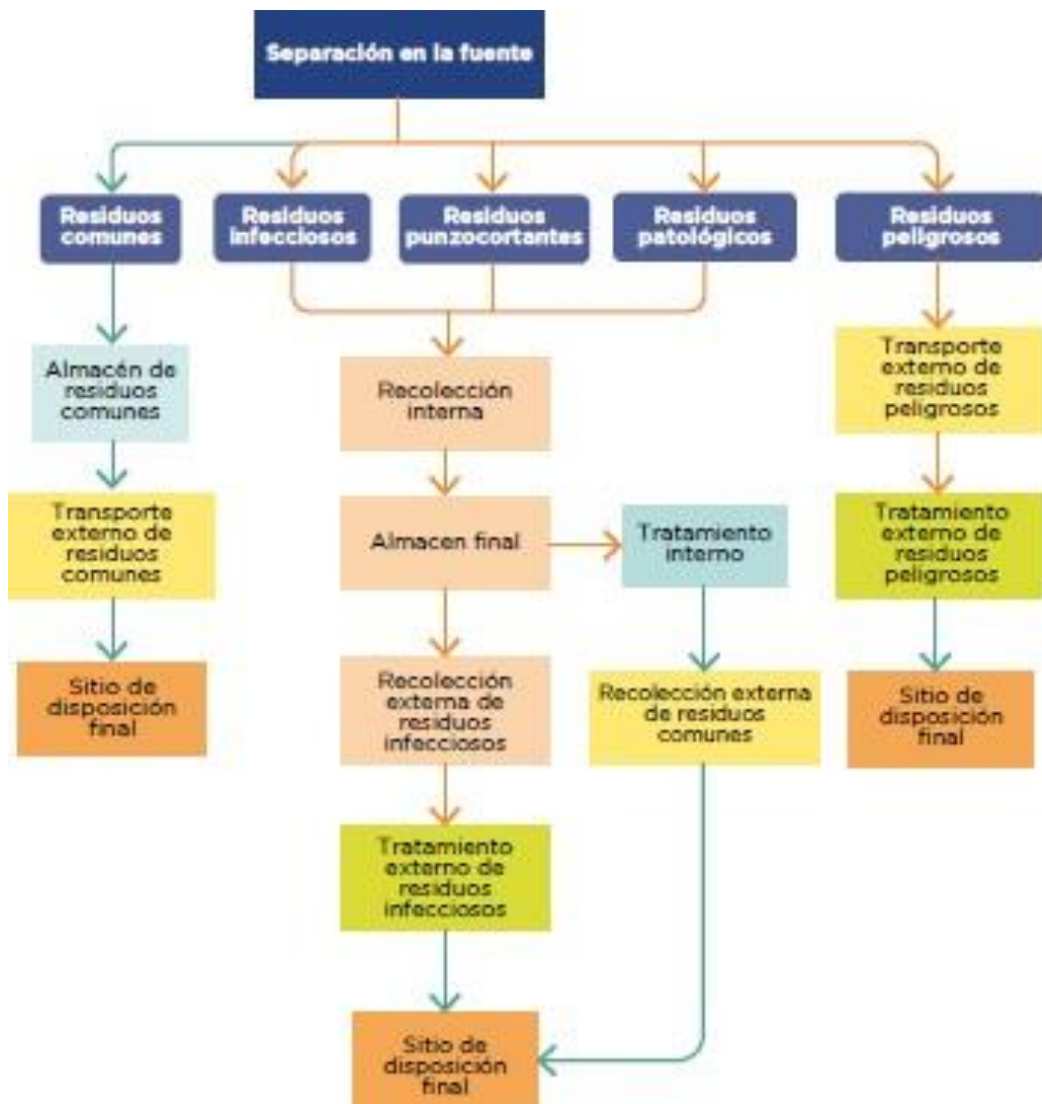 Separación en la fuente
Residuos
comunes
Residuos
infecciosos
Residuos
punzocortantes
Residuos
patológicos
Residuos
peligrosos
Almacén de
residuos
comunes
Recolección
interna
Transporte
externo de
residuos
peligrosos
Transporte
externo de
residuos
comunes
Almacen final
Tratamiento
interno
Tratamiento
externo de
residuos
peligrosos
Sitio de
disposición
final
Recolección
externa de
residuos
infecciosos
Recolección externa
de residuos
comunes
Sitio de
disposición
final
Tratamiento
externo de
residuos
infecciosos
Sitio de
disposición
final